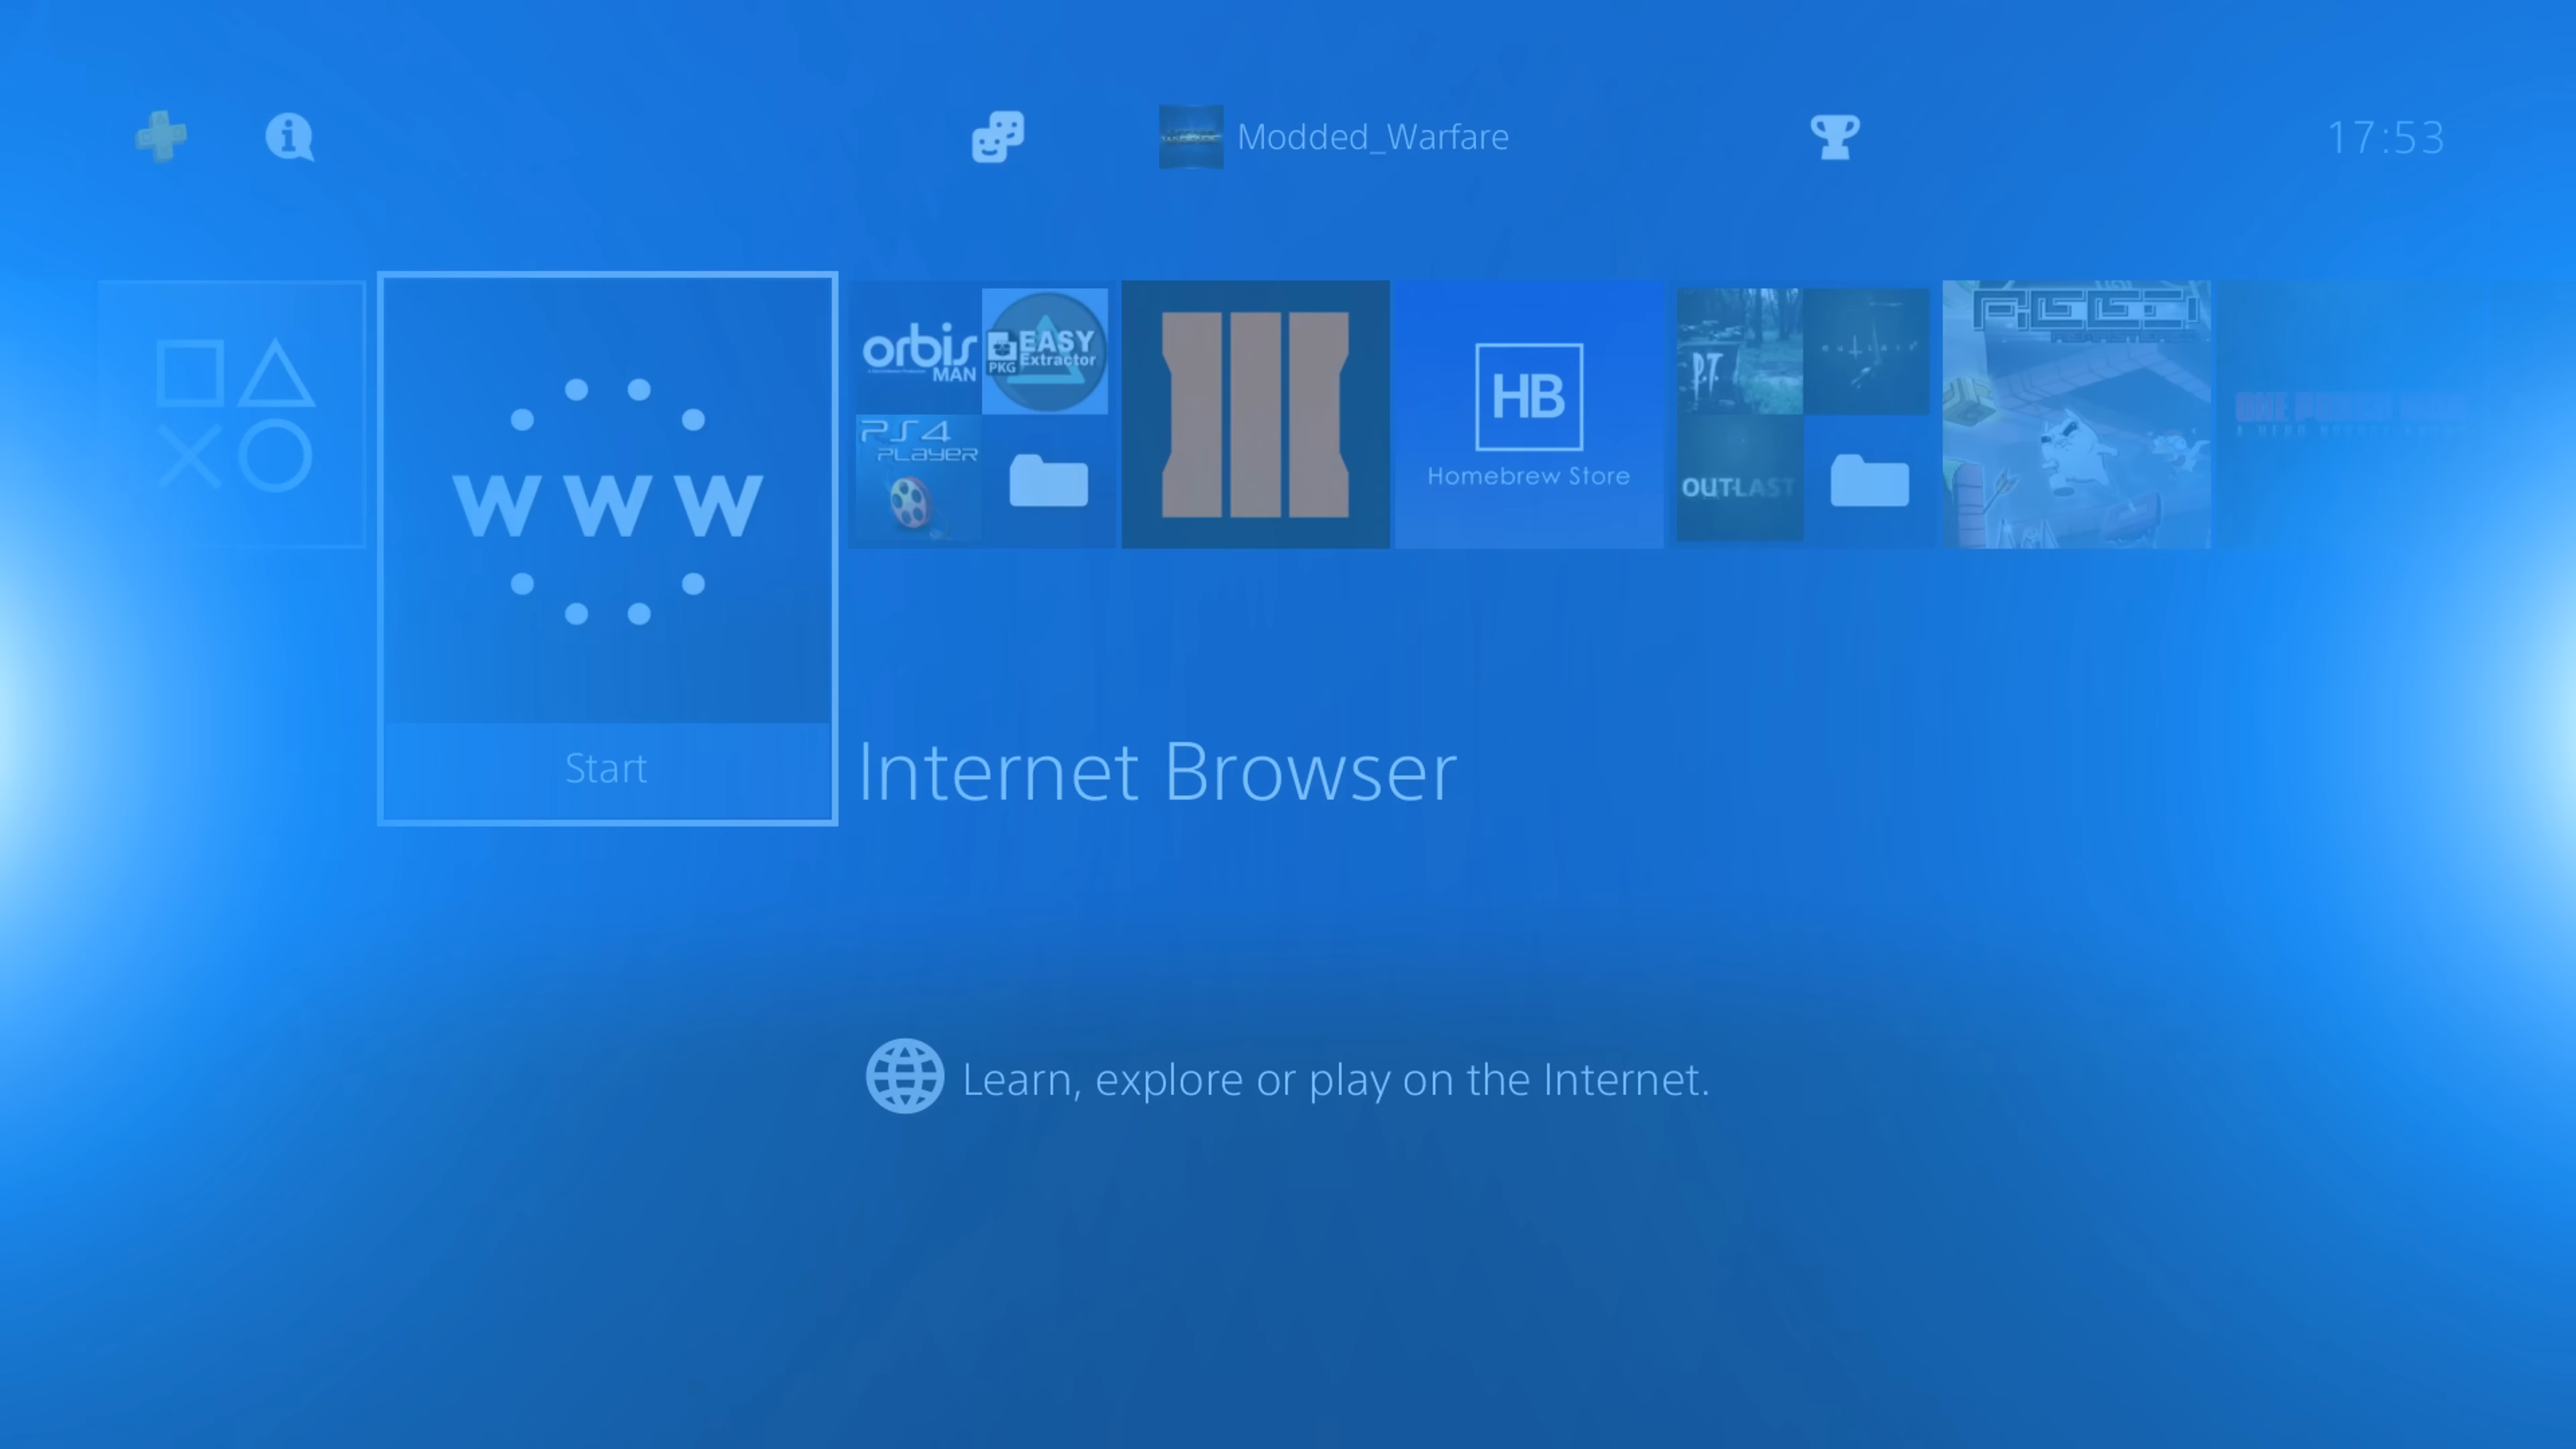 Modded_Warfare
17:53
orbis
MAN
EASY
Extractor
PKG
PS4
PLayer
P.T.
OUTLAST
HB
Homebrew Store
WWW
Start
Internet Browser
Learn, explore or play on the Internet.